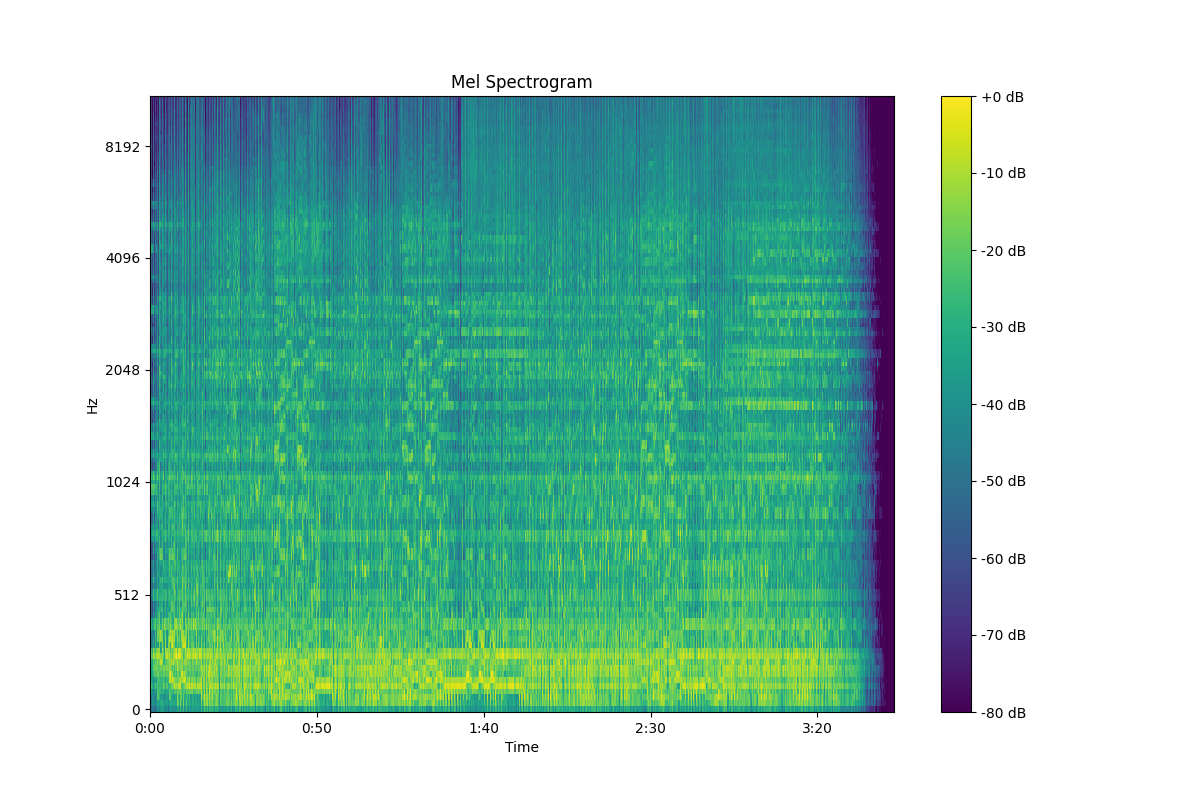 Mel Spectrogram
+0 dB
8192
-10 dB
-20 dB
4096
-30 dB
2048
Hz
-40 dB
1024
-50 dB
-60 dB
512
-70 dB
0
-80 dB
0:00 0:50 1:40 2:30 3:20
Time